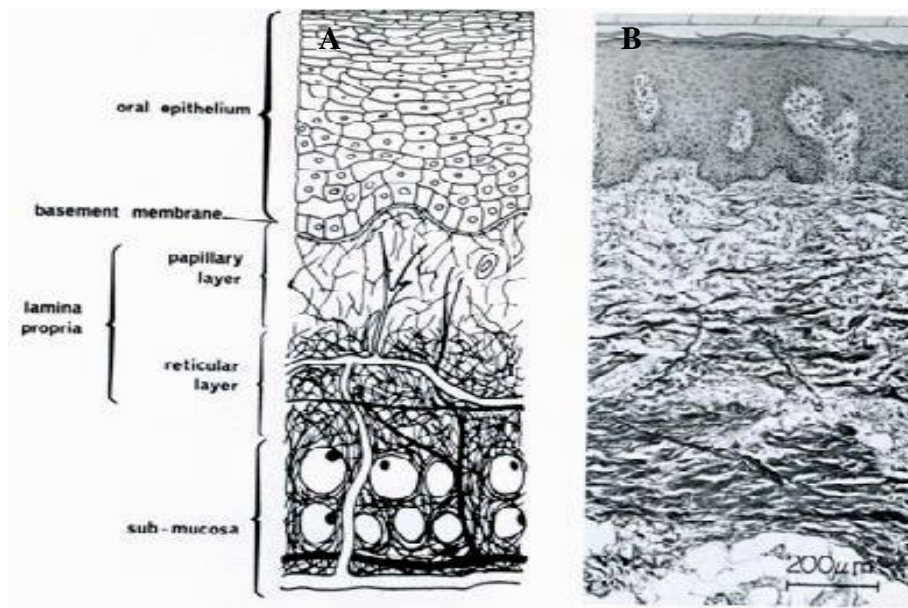 A
B
oral epithelium
basement membrane
papillary
layer
lamina
propria
reticular
layer
sub-mucosa
200μm